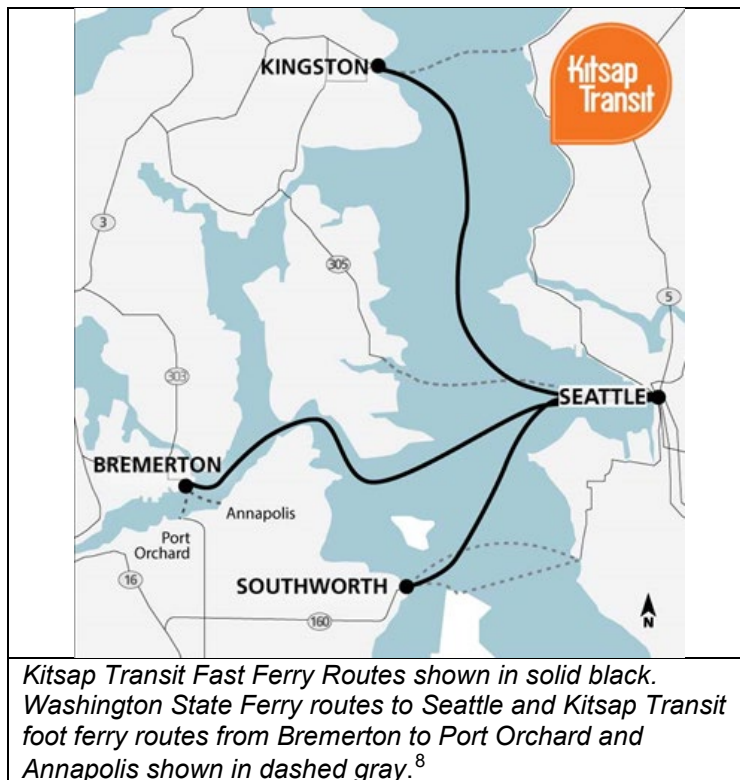 KINGSTON
Kitsap
Transit
3
305
5
303
SEATTLE
BREMERTON
Annapolis
Port
Orchard
16
SOUTHWORTH
160
N
Kitsap Transit Fast Ferry Routes shown in solid black.
Washington State Ferry routes to Seattle and Kitsap Transit
foot ferry routes from Bremerton to Port Orchard and
Annapolis shown in dashed gray.8